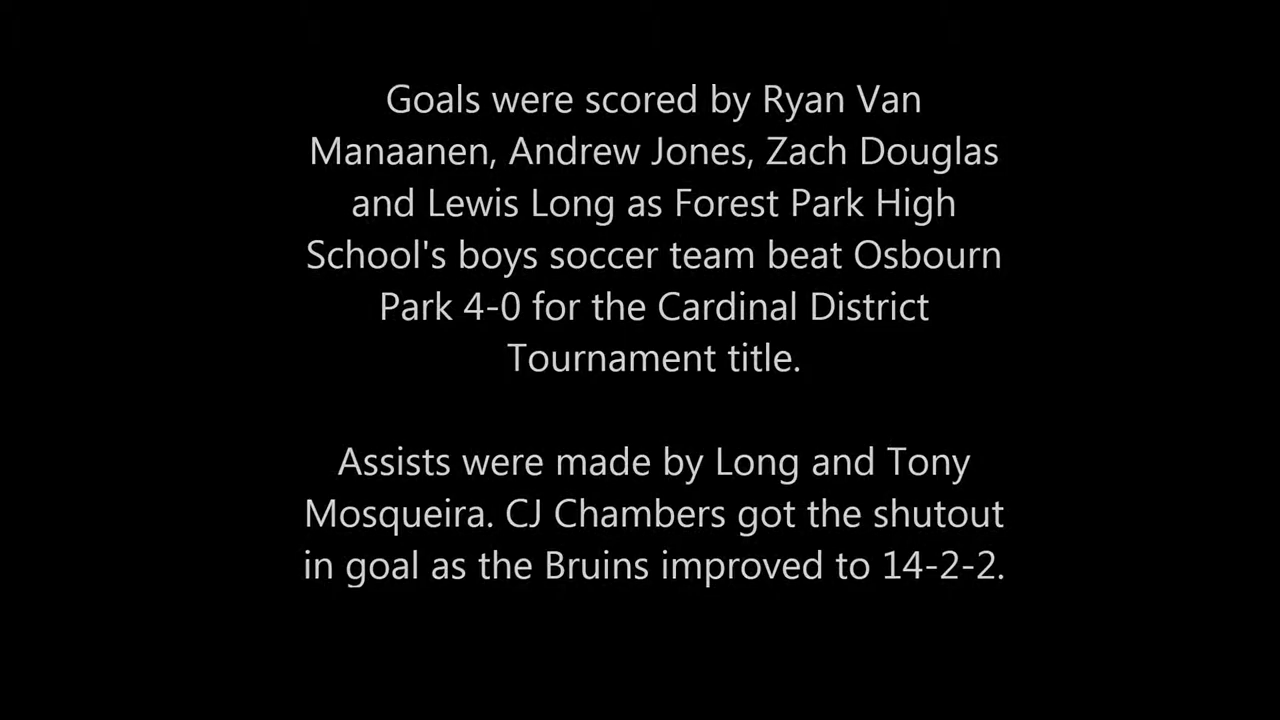 Goals were scored by Ryan Van
Manaanen, Andrew Jones, Zach Douglas
and Lewis Long as Forest Park High
School's boys soccer team beat Osbourn
Park 4-0 for the Cardinal District
Tournament title.
Assists were made by Long and Tony
Mosqueira. CJ Chambers got the shutout
in goal as the Bruins improved to 14-2-2.